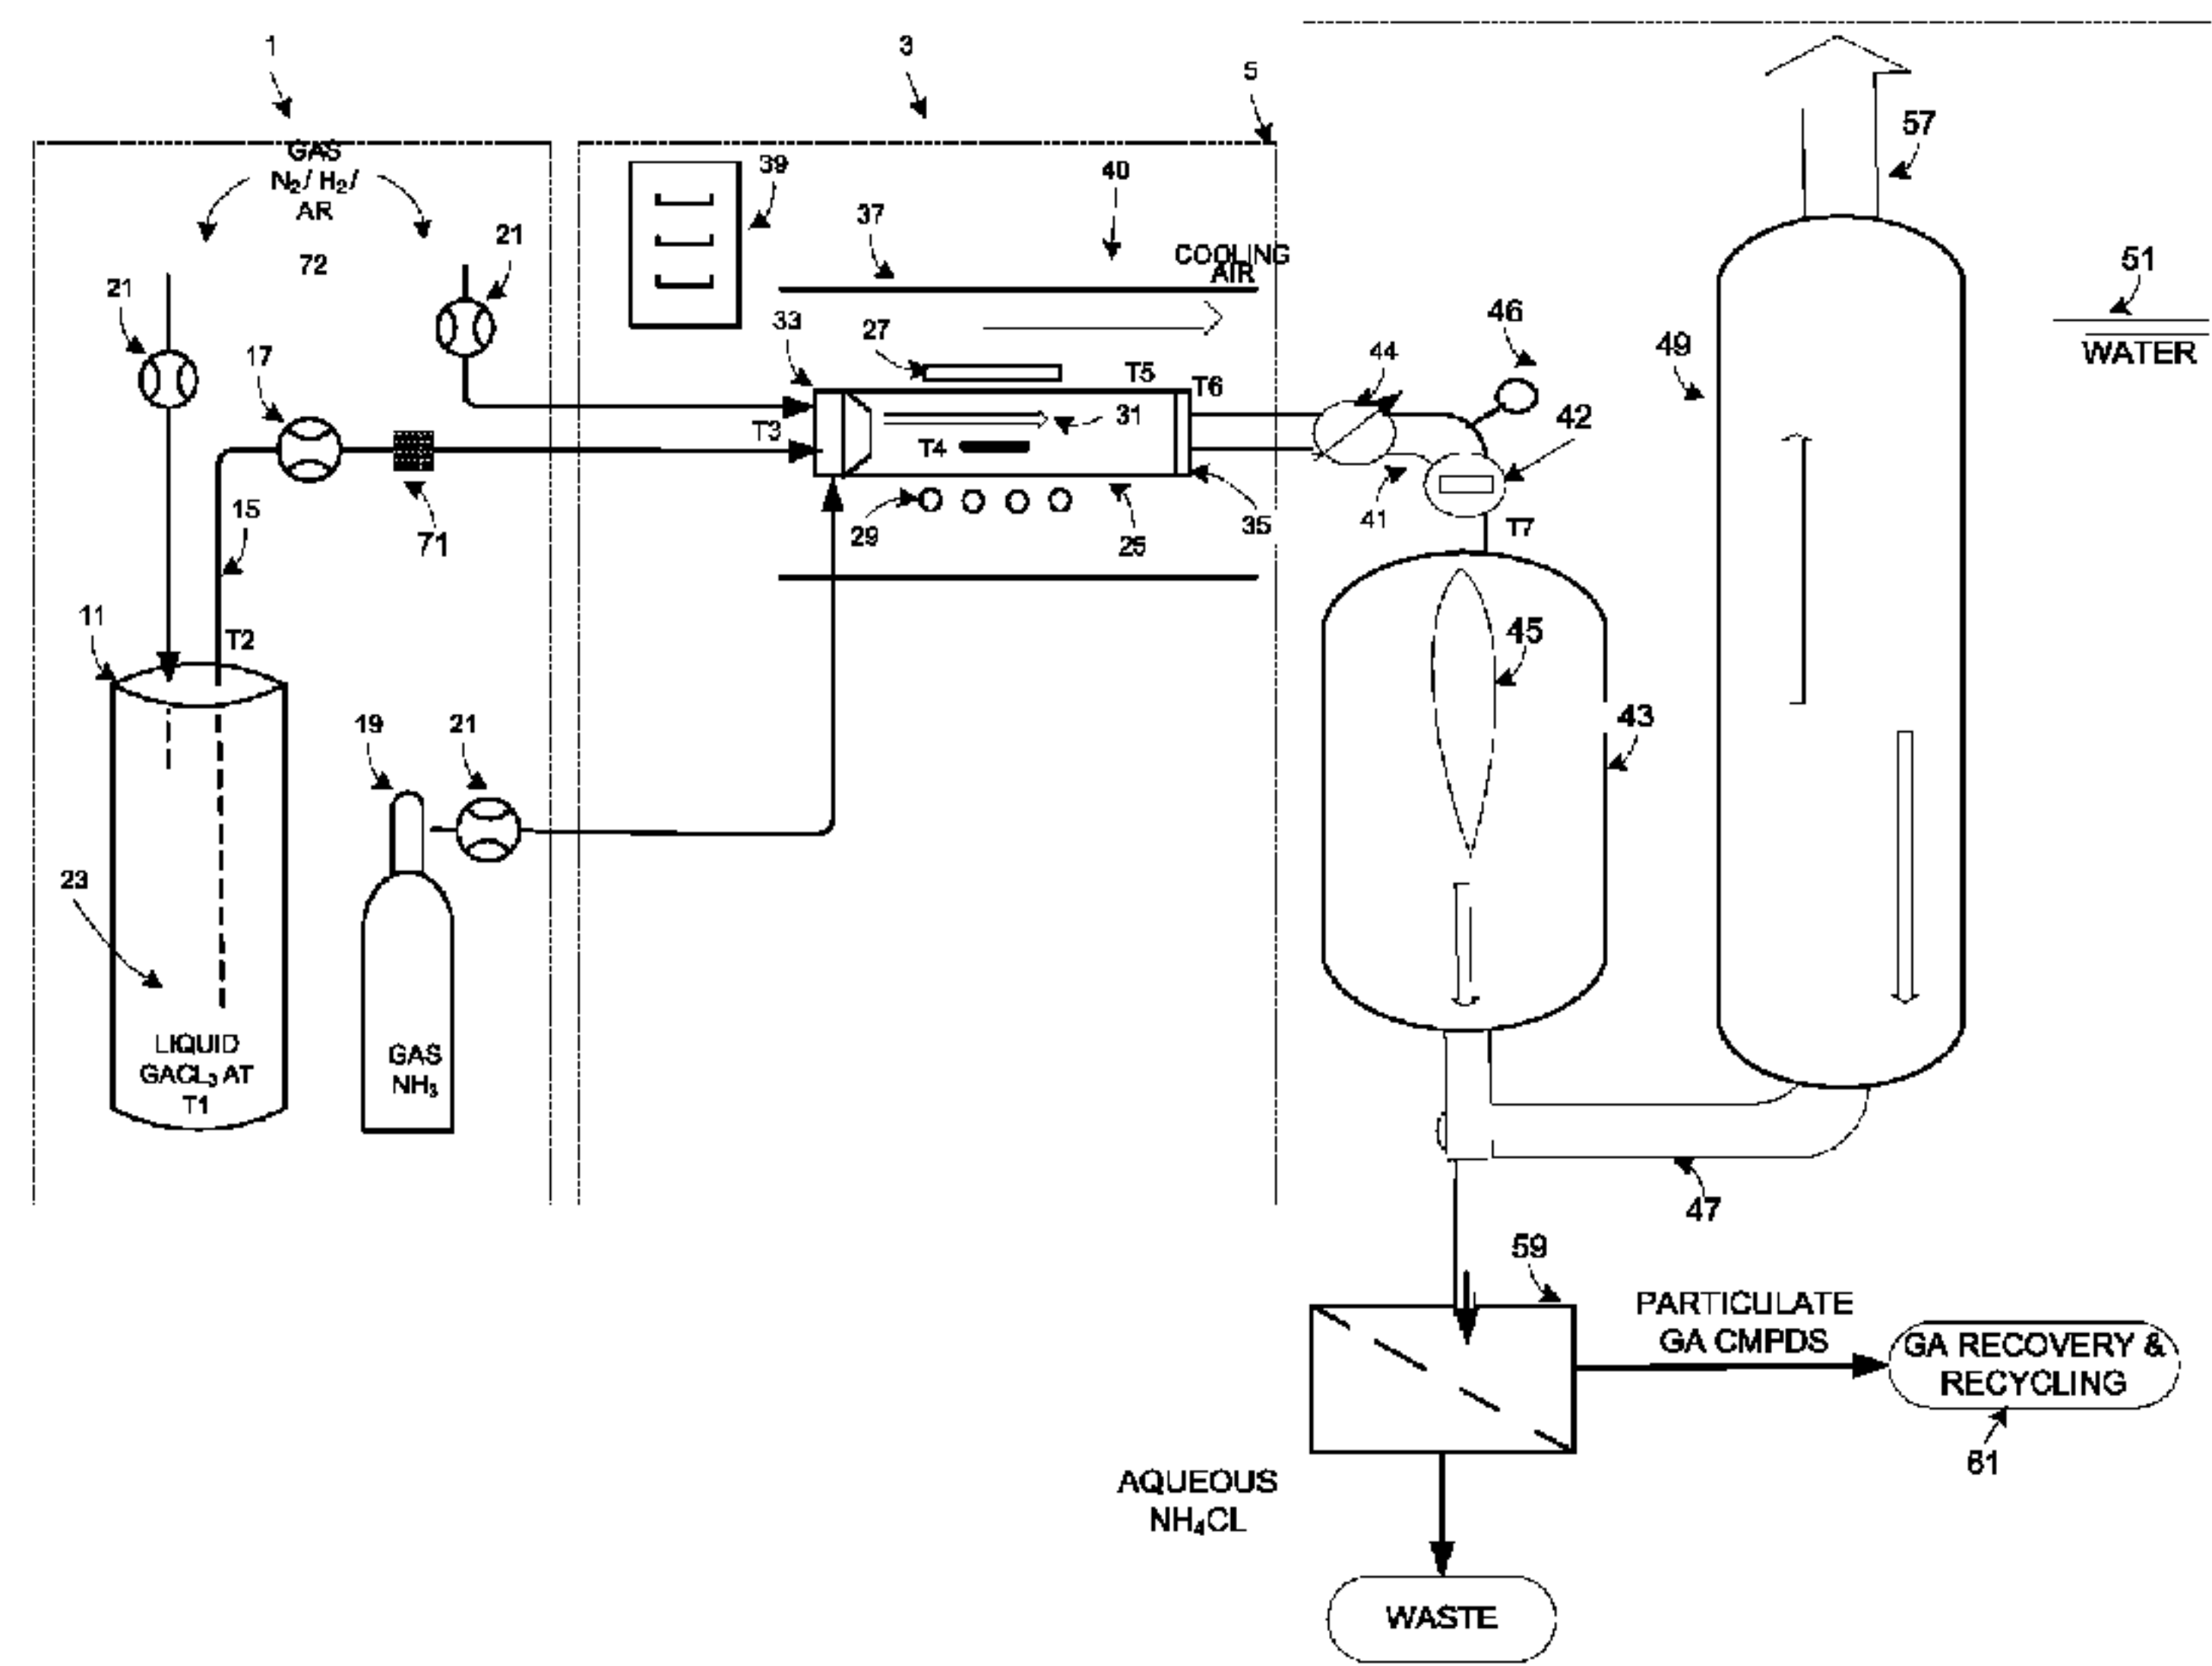 1
3
5
GAS
N₂/ H₂/
AR
72
21
21
17
71
15
11
T2
23
LIQUID
GACL₃ AT
T1
19
21
GAS
NH₃
39
37
40
COOLING
AIR
33
27
T5
T6
T3
31
T4
29
25
35
44
46
42
41
T7
45
43
49
57
51
WATER
47
59
PARTICULATE
GA CMPDS
GA RECOVERY &
RECYCLING
61
AQUEOUS
NH₄CL
WASTE